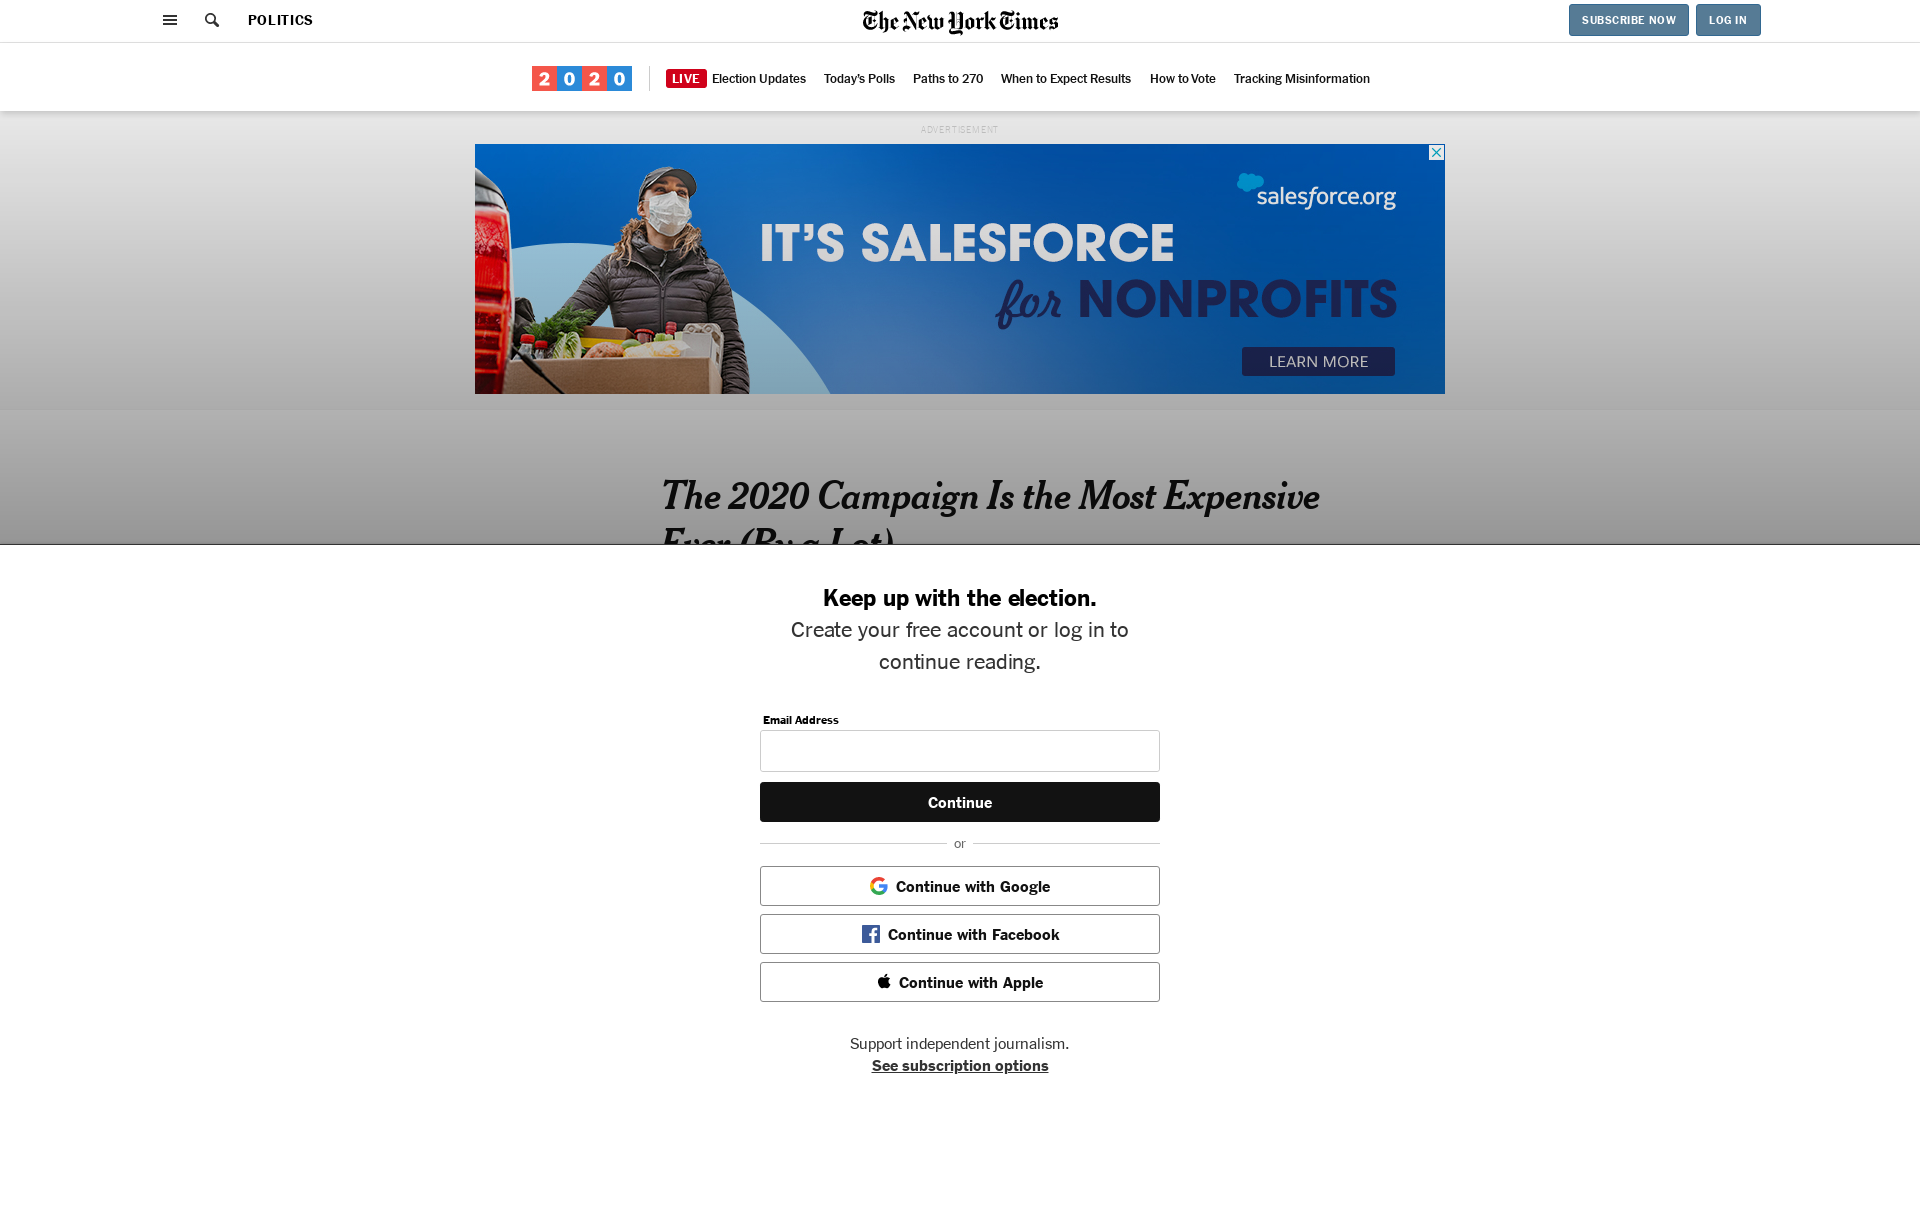 POLITICS
The New York Times
SUBSCRIBE NOW
LOG IN
2020
LIVE Election Updates
Today's Polls
Paths to 270
When to Expect Results
How to Vote
Tracking Misinformation
ADVERTISEMENT
salesforce.org
IT'S SALESFORCE
for NONPROFITS
LEARN MORE
The 2020 Campaign Is the Most Expensive
Ever (By a Lot)
Keep up with the election.
Create your free account or log in to
continue reading.
Email Address
Continue
or
Continue with Google
Continue with Facebook
Continue with Apple
Support independent journalism.
See subscription options